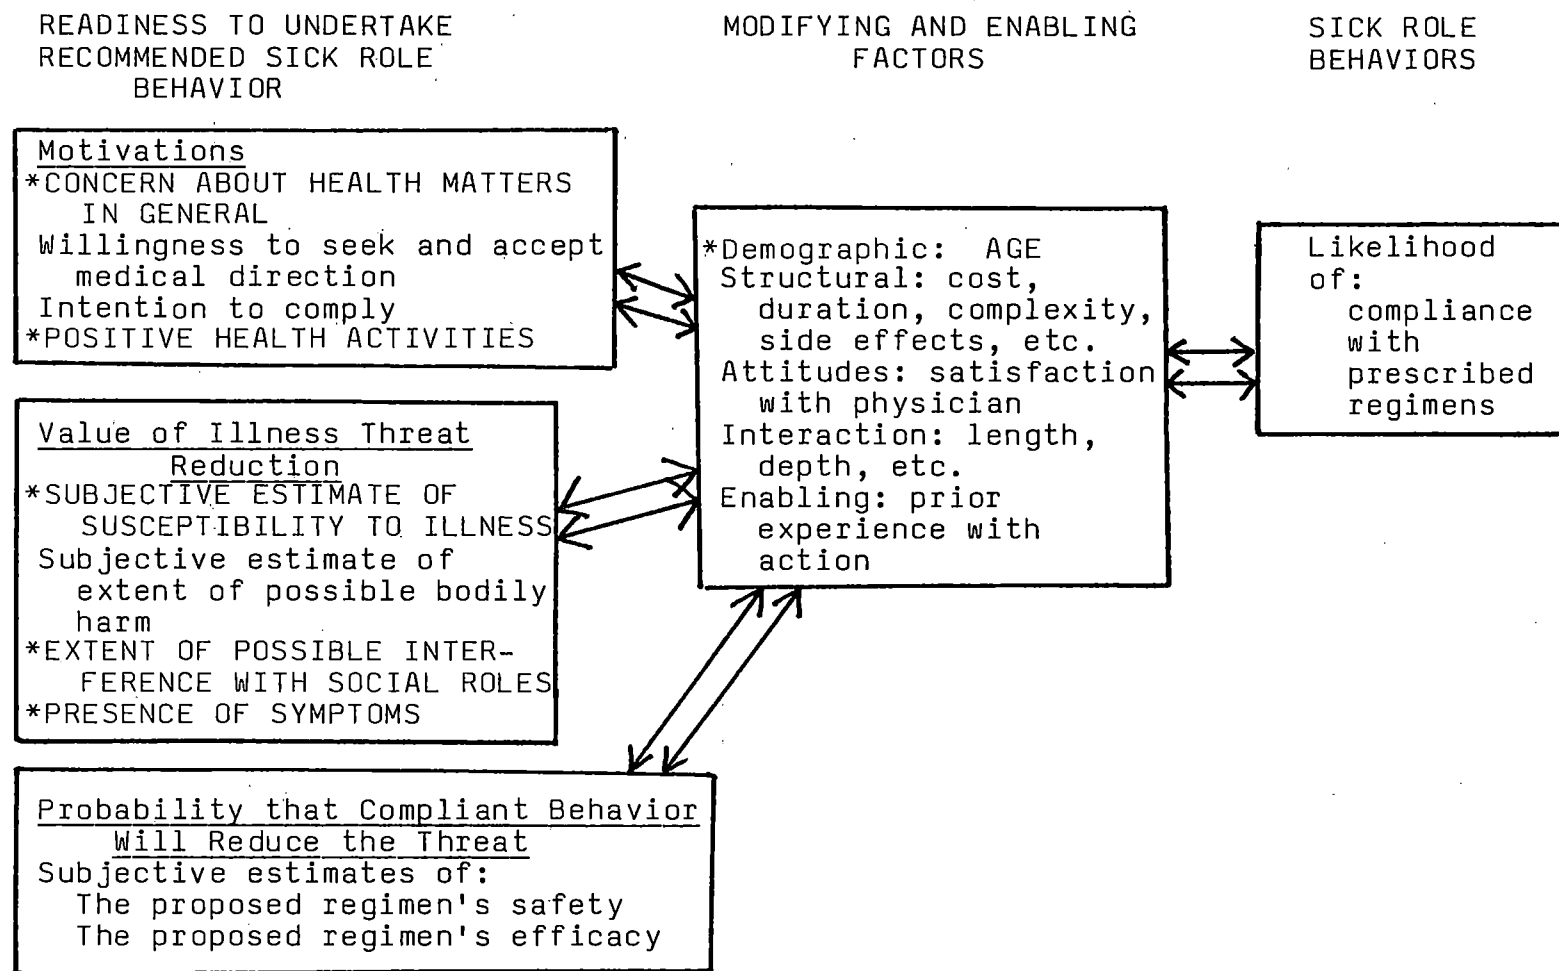 READINESS TO UNDERTAKE
RECOMMENDED SICK ROLE
BEHAVIOR
MODIFYING AND ENABLING
FACTORS
SICK ROLE
BEHAVIORS
Motivations
*CONCERN ABOUT HEALTH MATTERS
IN GENERAL
Willingness to seek and accept
medical direction
Intention to comply
*POSITIVE HEALTH ACTIVITIES
Value of Illness Threat
Reduction
*SUBJECTIVE ESTIMATE OF
SUSCEPTIBILITY TO ILLNESS
Subjective estimate of
extent of possible bodily
harm
*EXTENT OF POSSIBLE INTER-
FERENCE WITH SOCIAL ROLES
*PRESENCE OF SYMPTOMS
Probability that Compliant Behavior
Will Reduce the Threat
Subjective estimates of:
The proposed regimen's safety
The proposed regimen's efficacy
*Demographic: AGE
Structural: cost,
duration, complexity,
side effects, etc.
Attitudes: satisfaction
with physician
Interaction: length,
depth, etc.
Enabling: prior
experience with
action
Likelihood
of:
compliance
with
prescribed
regimens